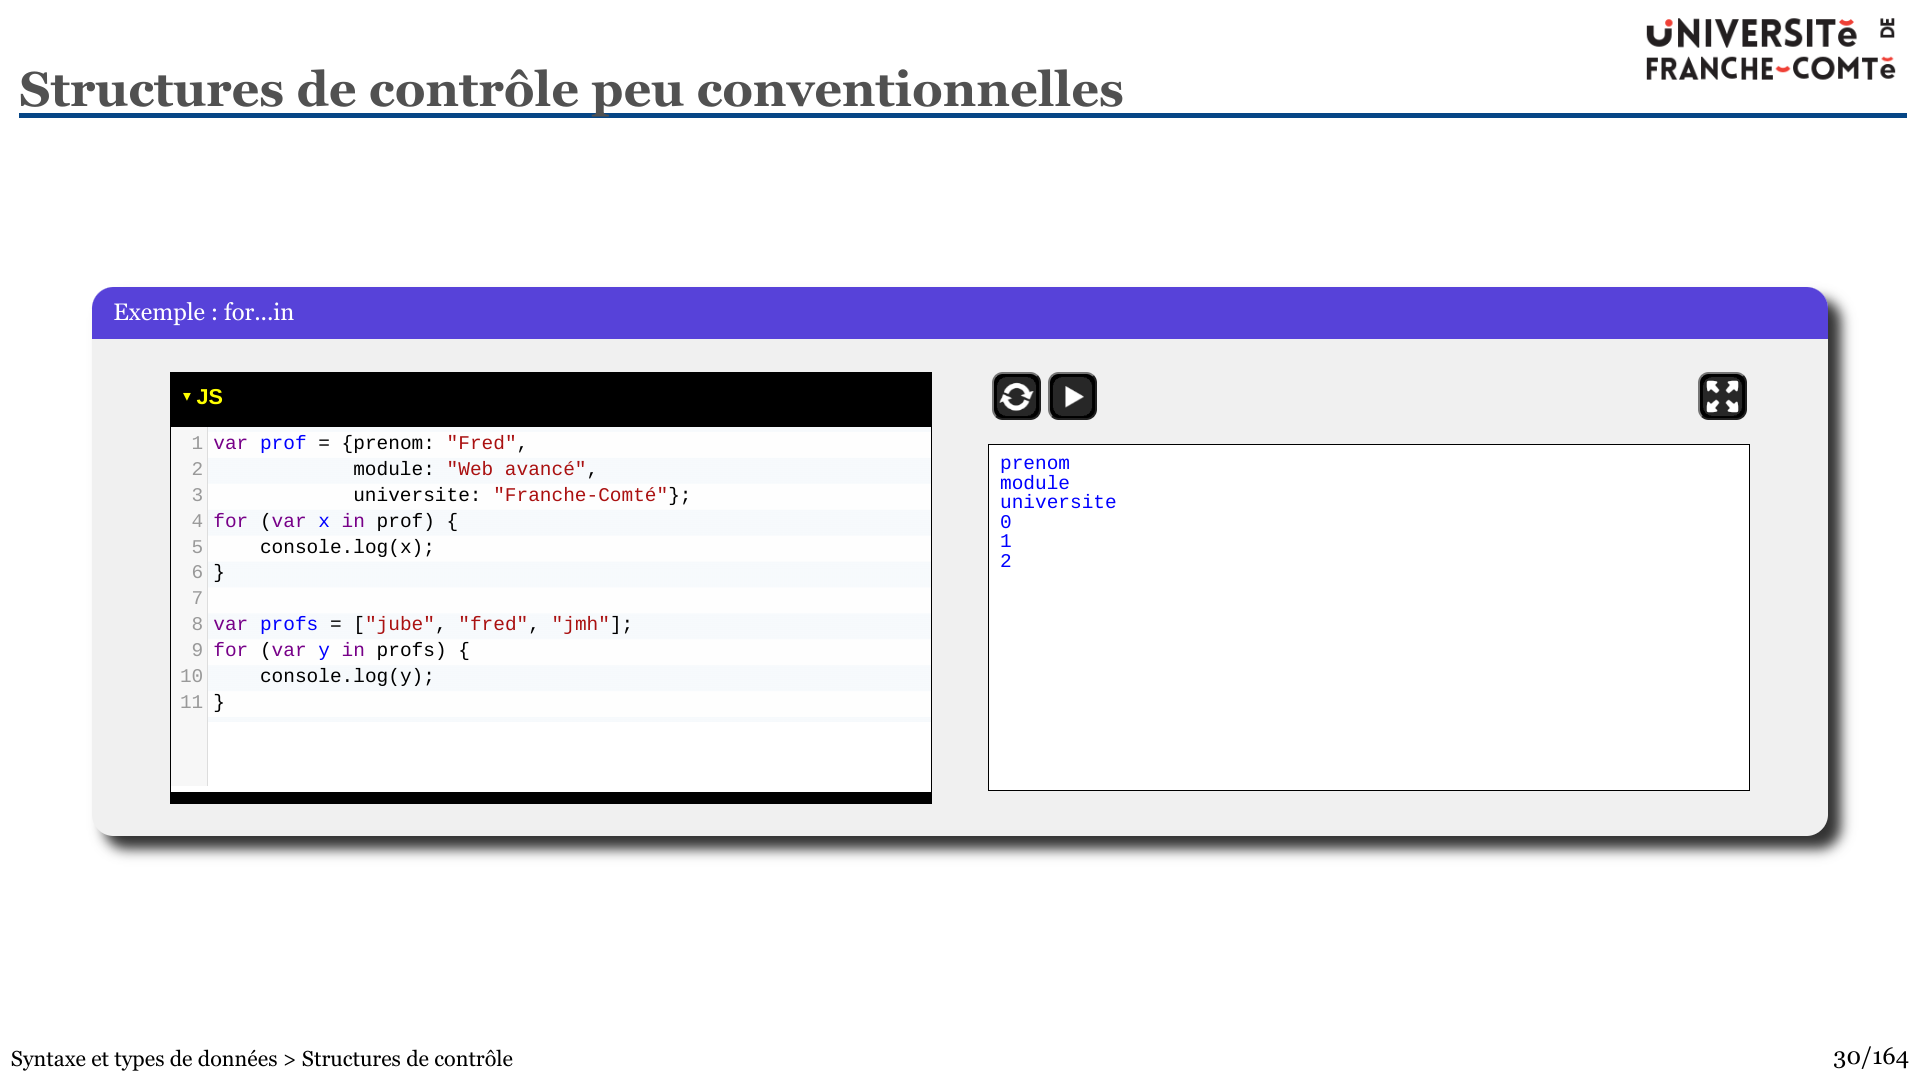 UNIVERSITÉ DE
FRANCHE-COMTÉ
Structures de contrôle peu conventionnelles
Exemple : for...in
▾ JS
1 var prof = {prenom: "Fred",
2             module: "Web avancé",
3             universite: "Franche-Comté"};
4 for (var x in prof) {
5     console.log(x);
6 }
7
8 var profs = ["jube", "fred", "jmh"];
9 for (var y in profs) {
10     console.log(y);
11 }
prenom
module
universite
0
1
2
Syntaxe et types de données > Structures de contrôle
30/164